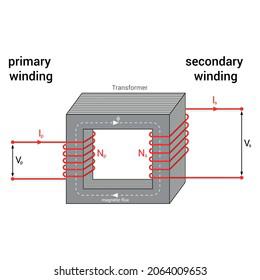 primary
winding
secondary
winding
Transformer
Φ
Iₚ
Iₛ
Vₚ
Nₚ
Nₛ
Vₛ
magnetic flux
shutterstock.com · 2064009653